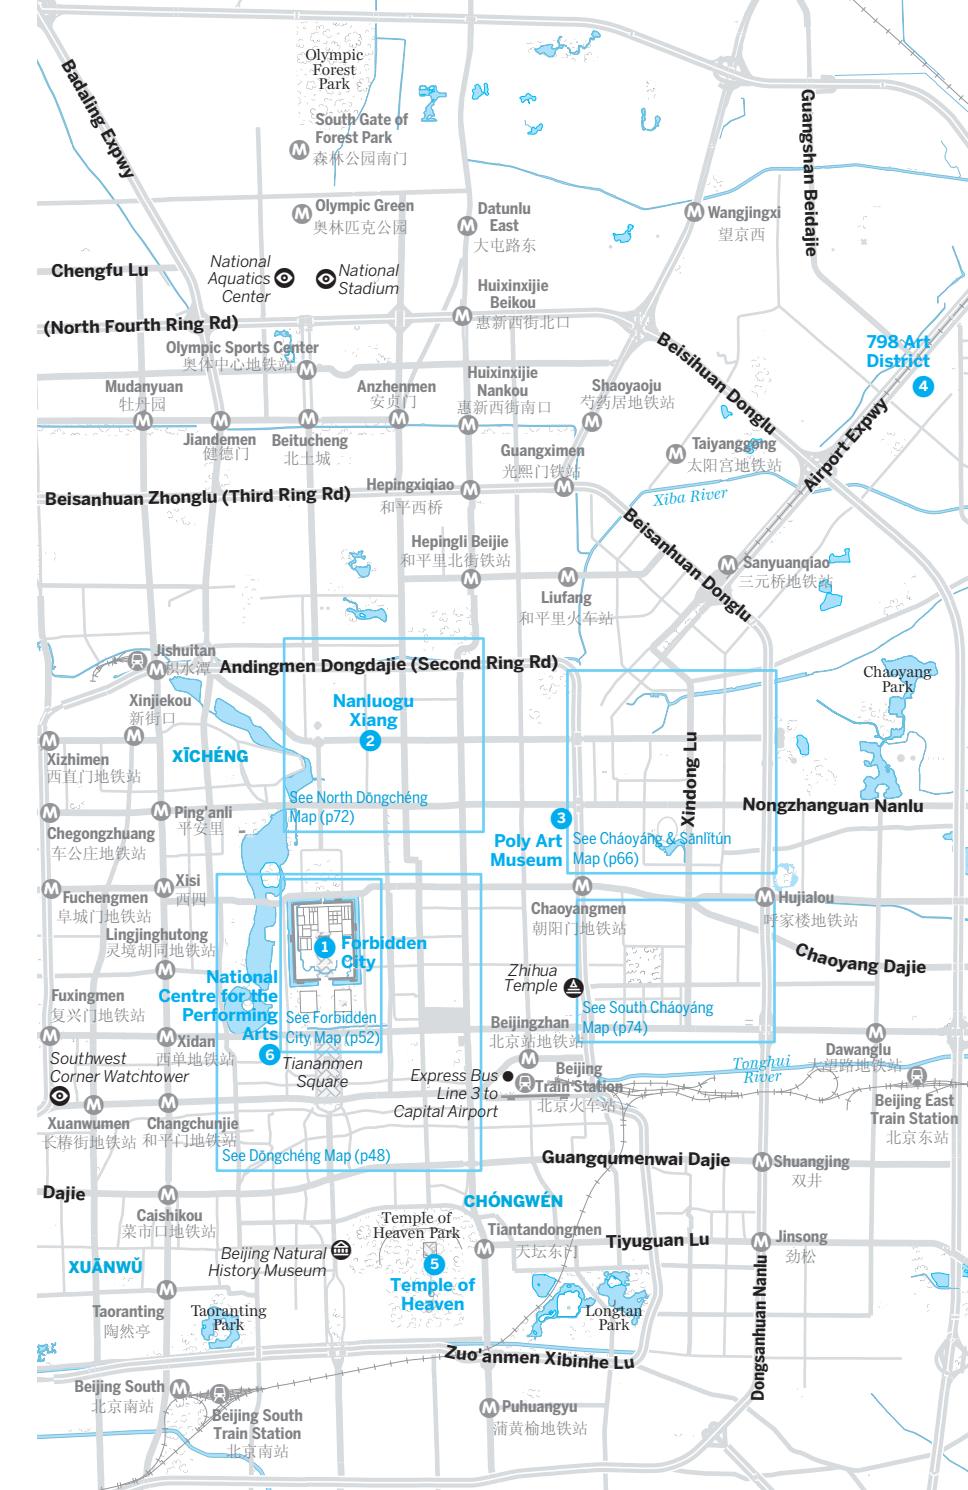 Olympic
Forest
Park
Badaling Expwy
Guangshan Beidajie
South Gate of
Forest Park
森林公园南门
Olympic Green
奥林匹克公园
Datunlu
East
大屯路东
Wangjingxi
望京西
Chengfu Lu
National
Aquatics
Center
National
Stadium
Huixinxijie
Beikou
惠新西街北口
(North Fourth Ring Rd)
Olympic Sports Center
奥体中心地铁站
Beisihuan Donglu
798 Art
District
4
Mudanyuan
牡丹园
Anzhenmen
安贞门
Huixinxijie
Nankou
惠新西街南口
Shaoyaoju
芍药居地铁站
Jiandemen
健德门
Beitucheng
北土城
Guangximen
光熙门铁站
Taiyanggong
太阳宫地铁站
Airport Expwy
Beisanhuan Zhonglu (Third Ring Rd)
Hepingxiqiao
和平西桥
Xiba River
Beisanhuan Donglu
Hepingli Beijie
和平里北街铁站
Sanyuanqiao
三元桥地铁站
Liufang
和平里火车站
Jishuitan
积水潭
Andingmen Dongdajie (Second Ring Rd)
Chaoyang
Park
Xinjiekou
新街口
Nanluogu
Xiang
2
XĪCHÉNG
Xizhimen
西直门地铁站
Xindong Lu
See North Dōngchéng
Map (p72)
Nongzhanguan Nanlu
Ping'anli
平安里
Chegongzhuang
车公庄地铁站
3
Poly Art
Museum
See Cháoyáng & Sānlǐtún
Map (p66)
Xisi
西四
Fuchengmen
阜城门地铁站
Hujialou
呼家楼地铁站
Chaoyangmen
朝阳门地铁站
Lingjinghutong
灵境胡同地铁站
1
Forbidden
City
Chaoyang Dajie
National
Centre for the
Performing
Arts
6
Zhihua
Temple
Fuxingmen
复兴门地铁站
See Forbidden
City Map (p52)
See South Cháoyáng
Map (p74)
Beijingzhan
北京站地铁站
Xidan
西单地铁站
Dawanglu
大望路地铁站
Southwest
Corner Watchtower
Tiananmen
Square
Tonghui
River
Express Bus
Line 3 to
Capital Airport
Beijing
Train Station
北京火车站
Beijing East
Train Station
北京东站
Xuanwumen
长椿街地铁站
Changchunjie
和平门地铁站
See Dōngchéng Map (p48)
Guangqumenwai Dajie
Shuangjing
双井
Dajie
CHÓNGWÉN
Caishikou
菜市口地铁站
Temple of
Heaven Park
Tiantandongmen
天坛东门
Tiyuguan Lu
Jinsong
劲松
Beijing Natural
History Museum
5
Temple of
Heaven
XUĀNWǓ
Taoranting
陶然亭
Taoranting
Park
Longtan
Park
Dongsanhuan Nanlu
Zuo'anmen Xibinhe Lu
Beijing South
北京南站
Beijing South
Train Station
北京南站
Puhuangyu
蒲黄榆地铁站